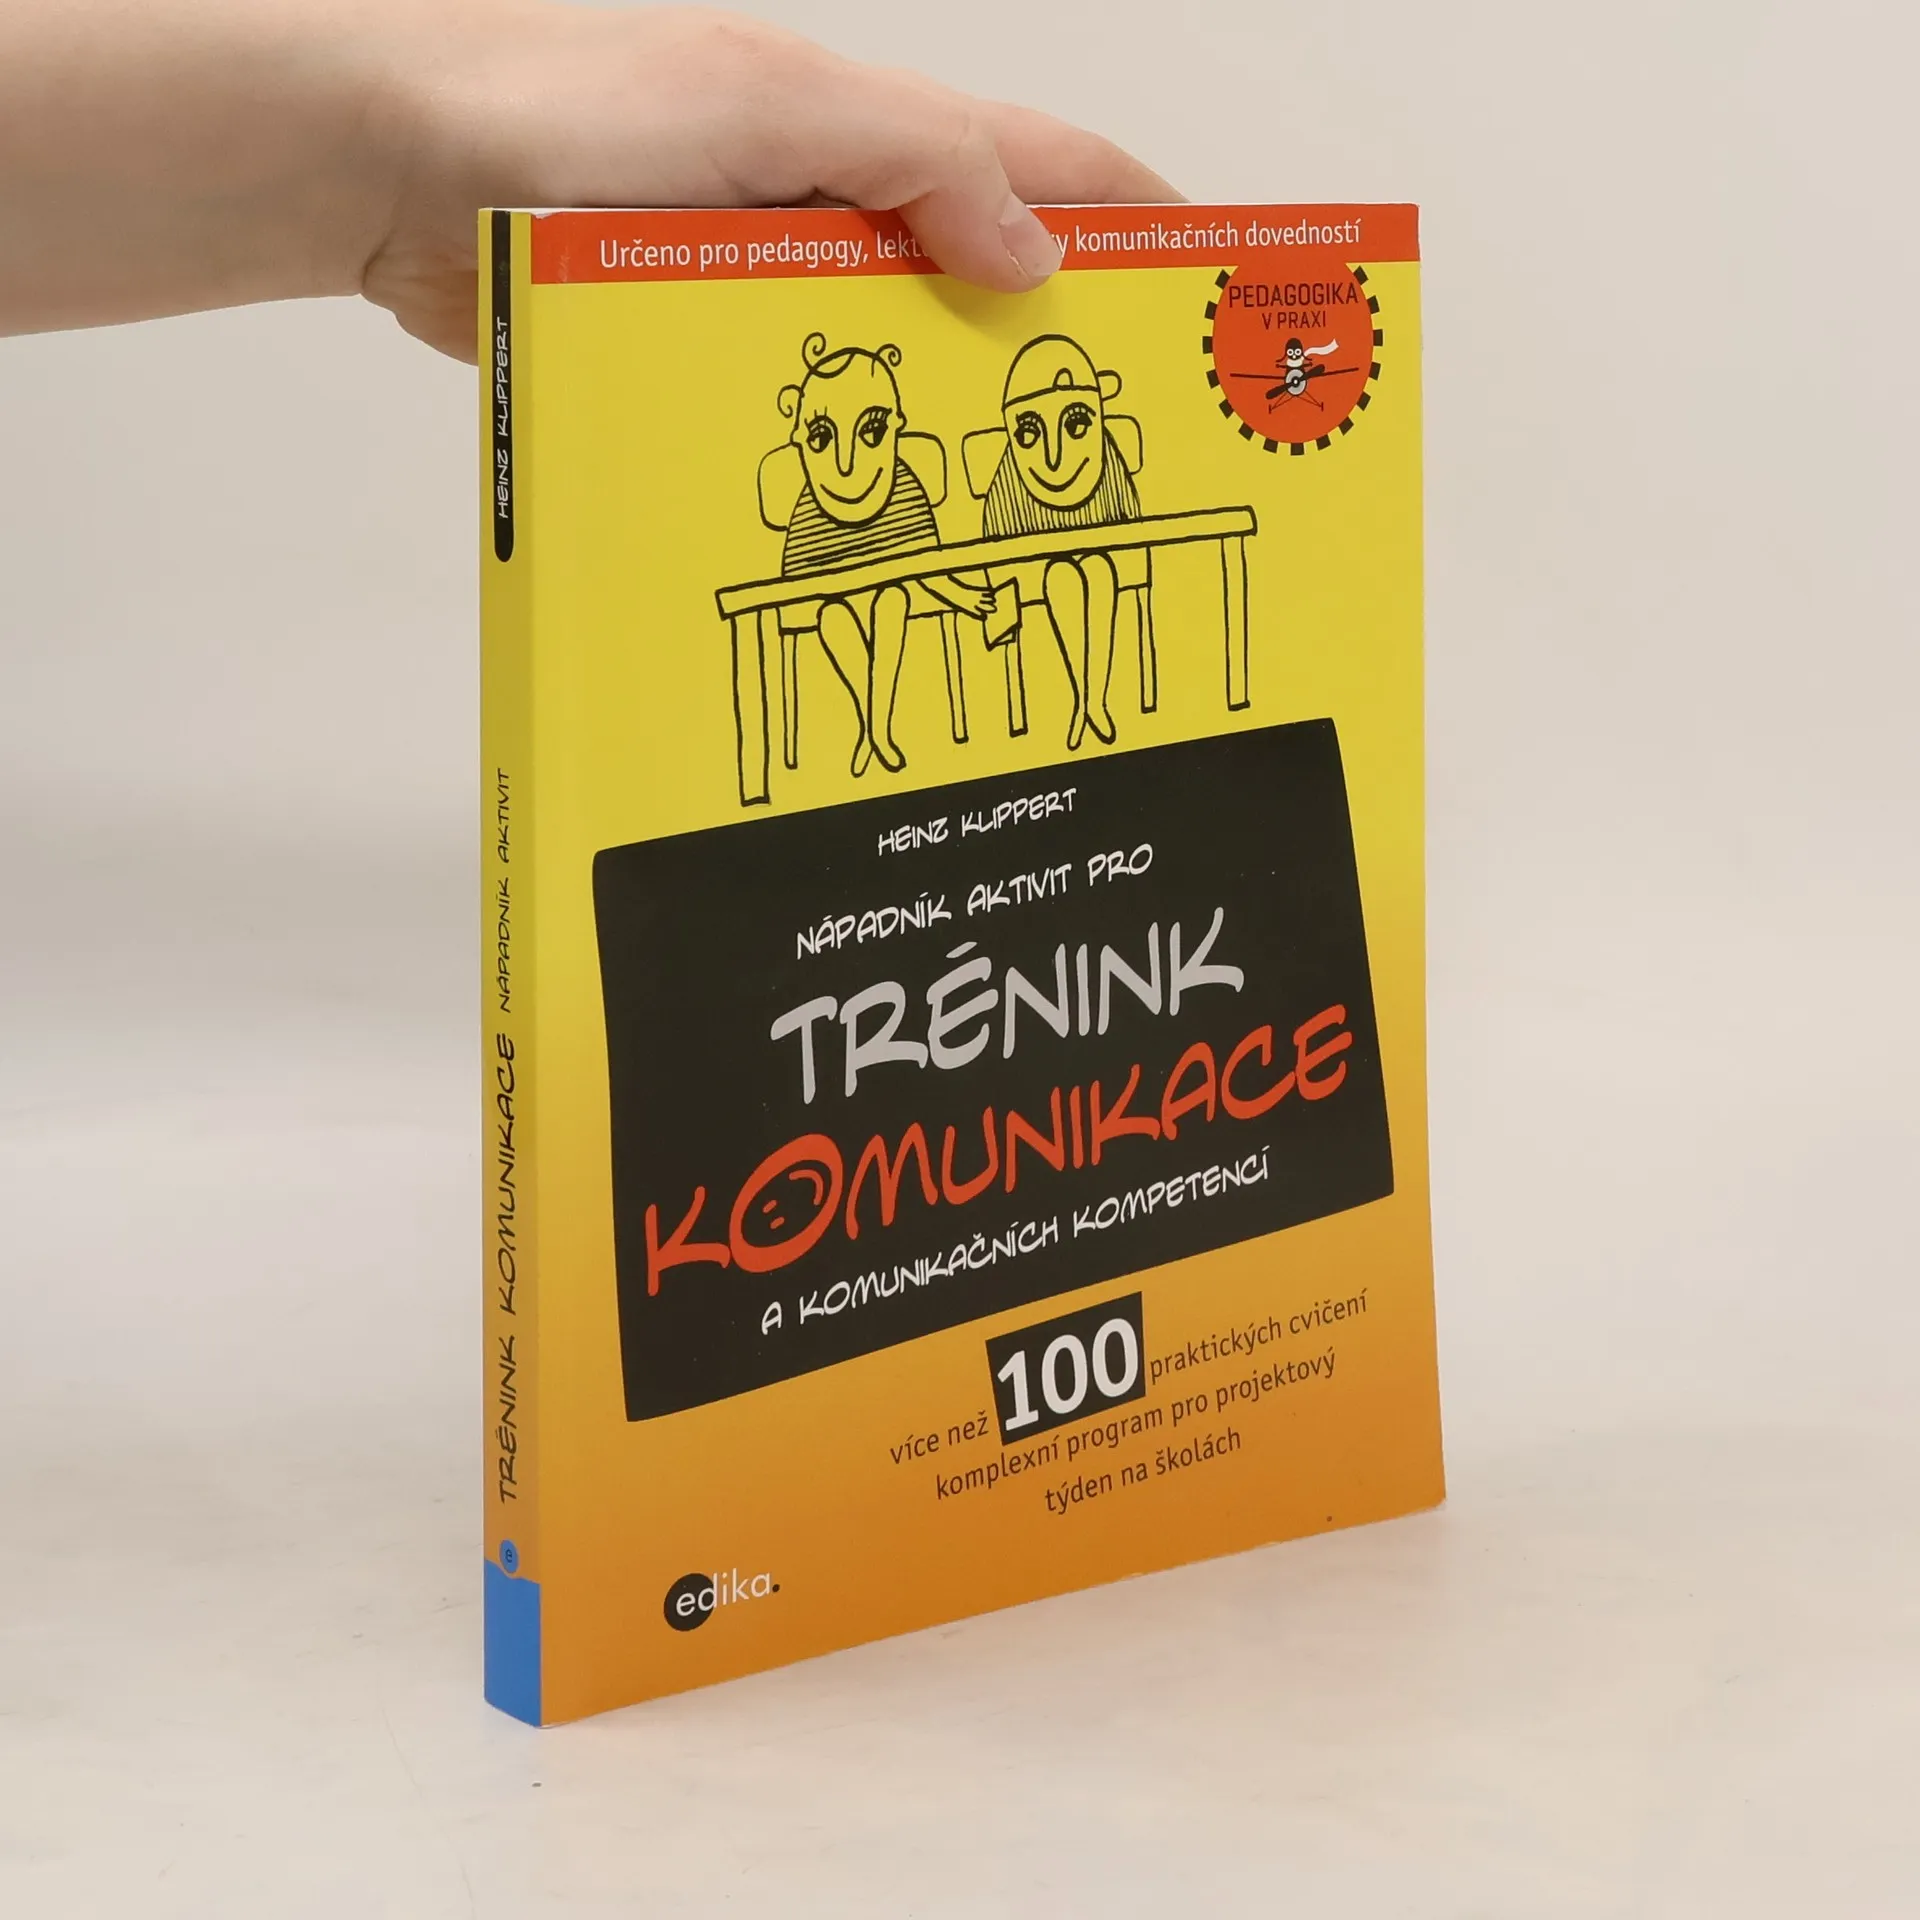 Určeno pro pedagogy, komunikačních dovedností
PEDAGOGIKA
V PRAXI
HEINZ KLIPPERT
NÁPADNÍK AKTIVIT PRO
TRÉNINK
KOMUNIKACE
A KOMUNIKAČNÍCH KOMPETENCÍ
více než 100 praktických cvičení
komplexní program pro projektový
týden na školách
edika.
HEINZ KLIPPERT
TRÉNINK KOMUNIKACE NÁPADNÍK AKTIVIT
e